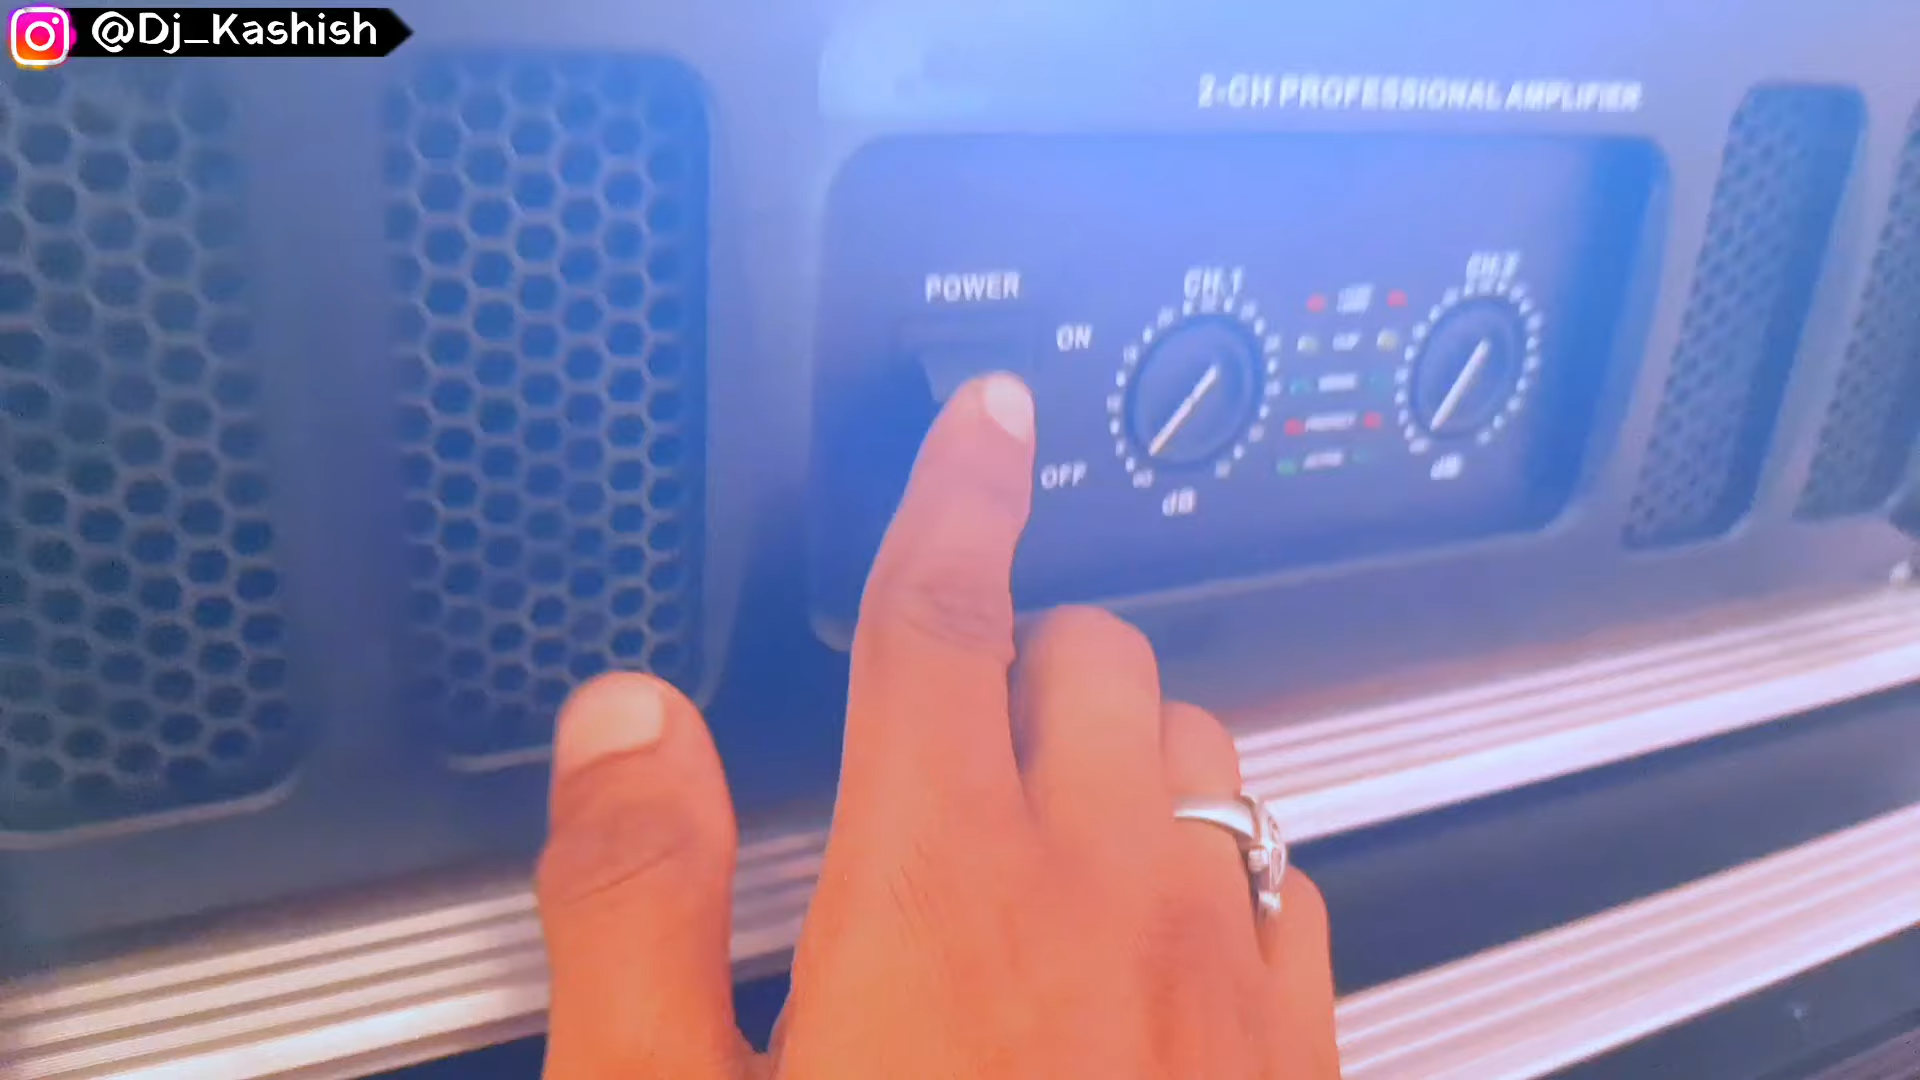 @Dj_Kashish
2-CH PROFESSIONAL AMPLIFIER
POWER
ON
OFF
CH.1
CH.2
dB
dB